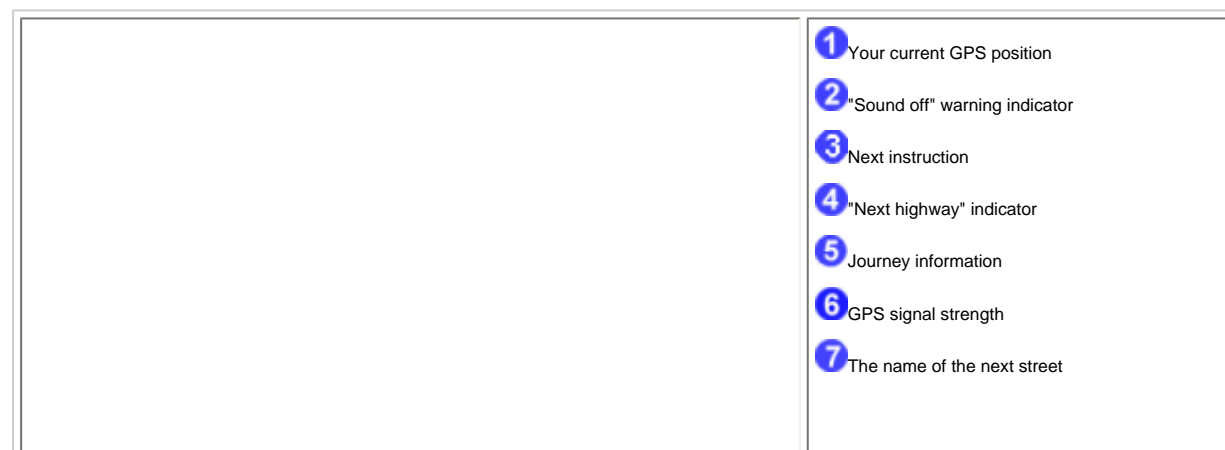 1 Your current GPS position
2 "Sound off" warning indicator
3 Next instruction
4 "Next highway" indicator
5 Journey information
6 GPS signal strength
7 The name of the next street